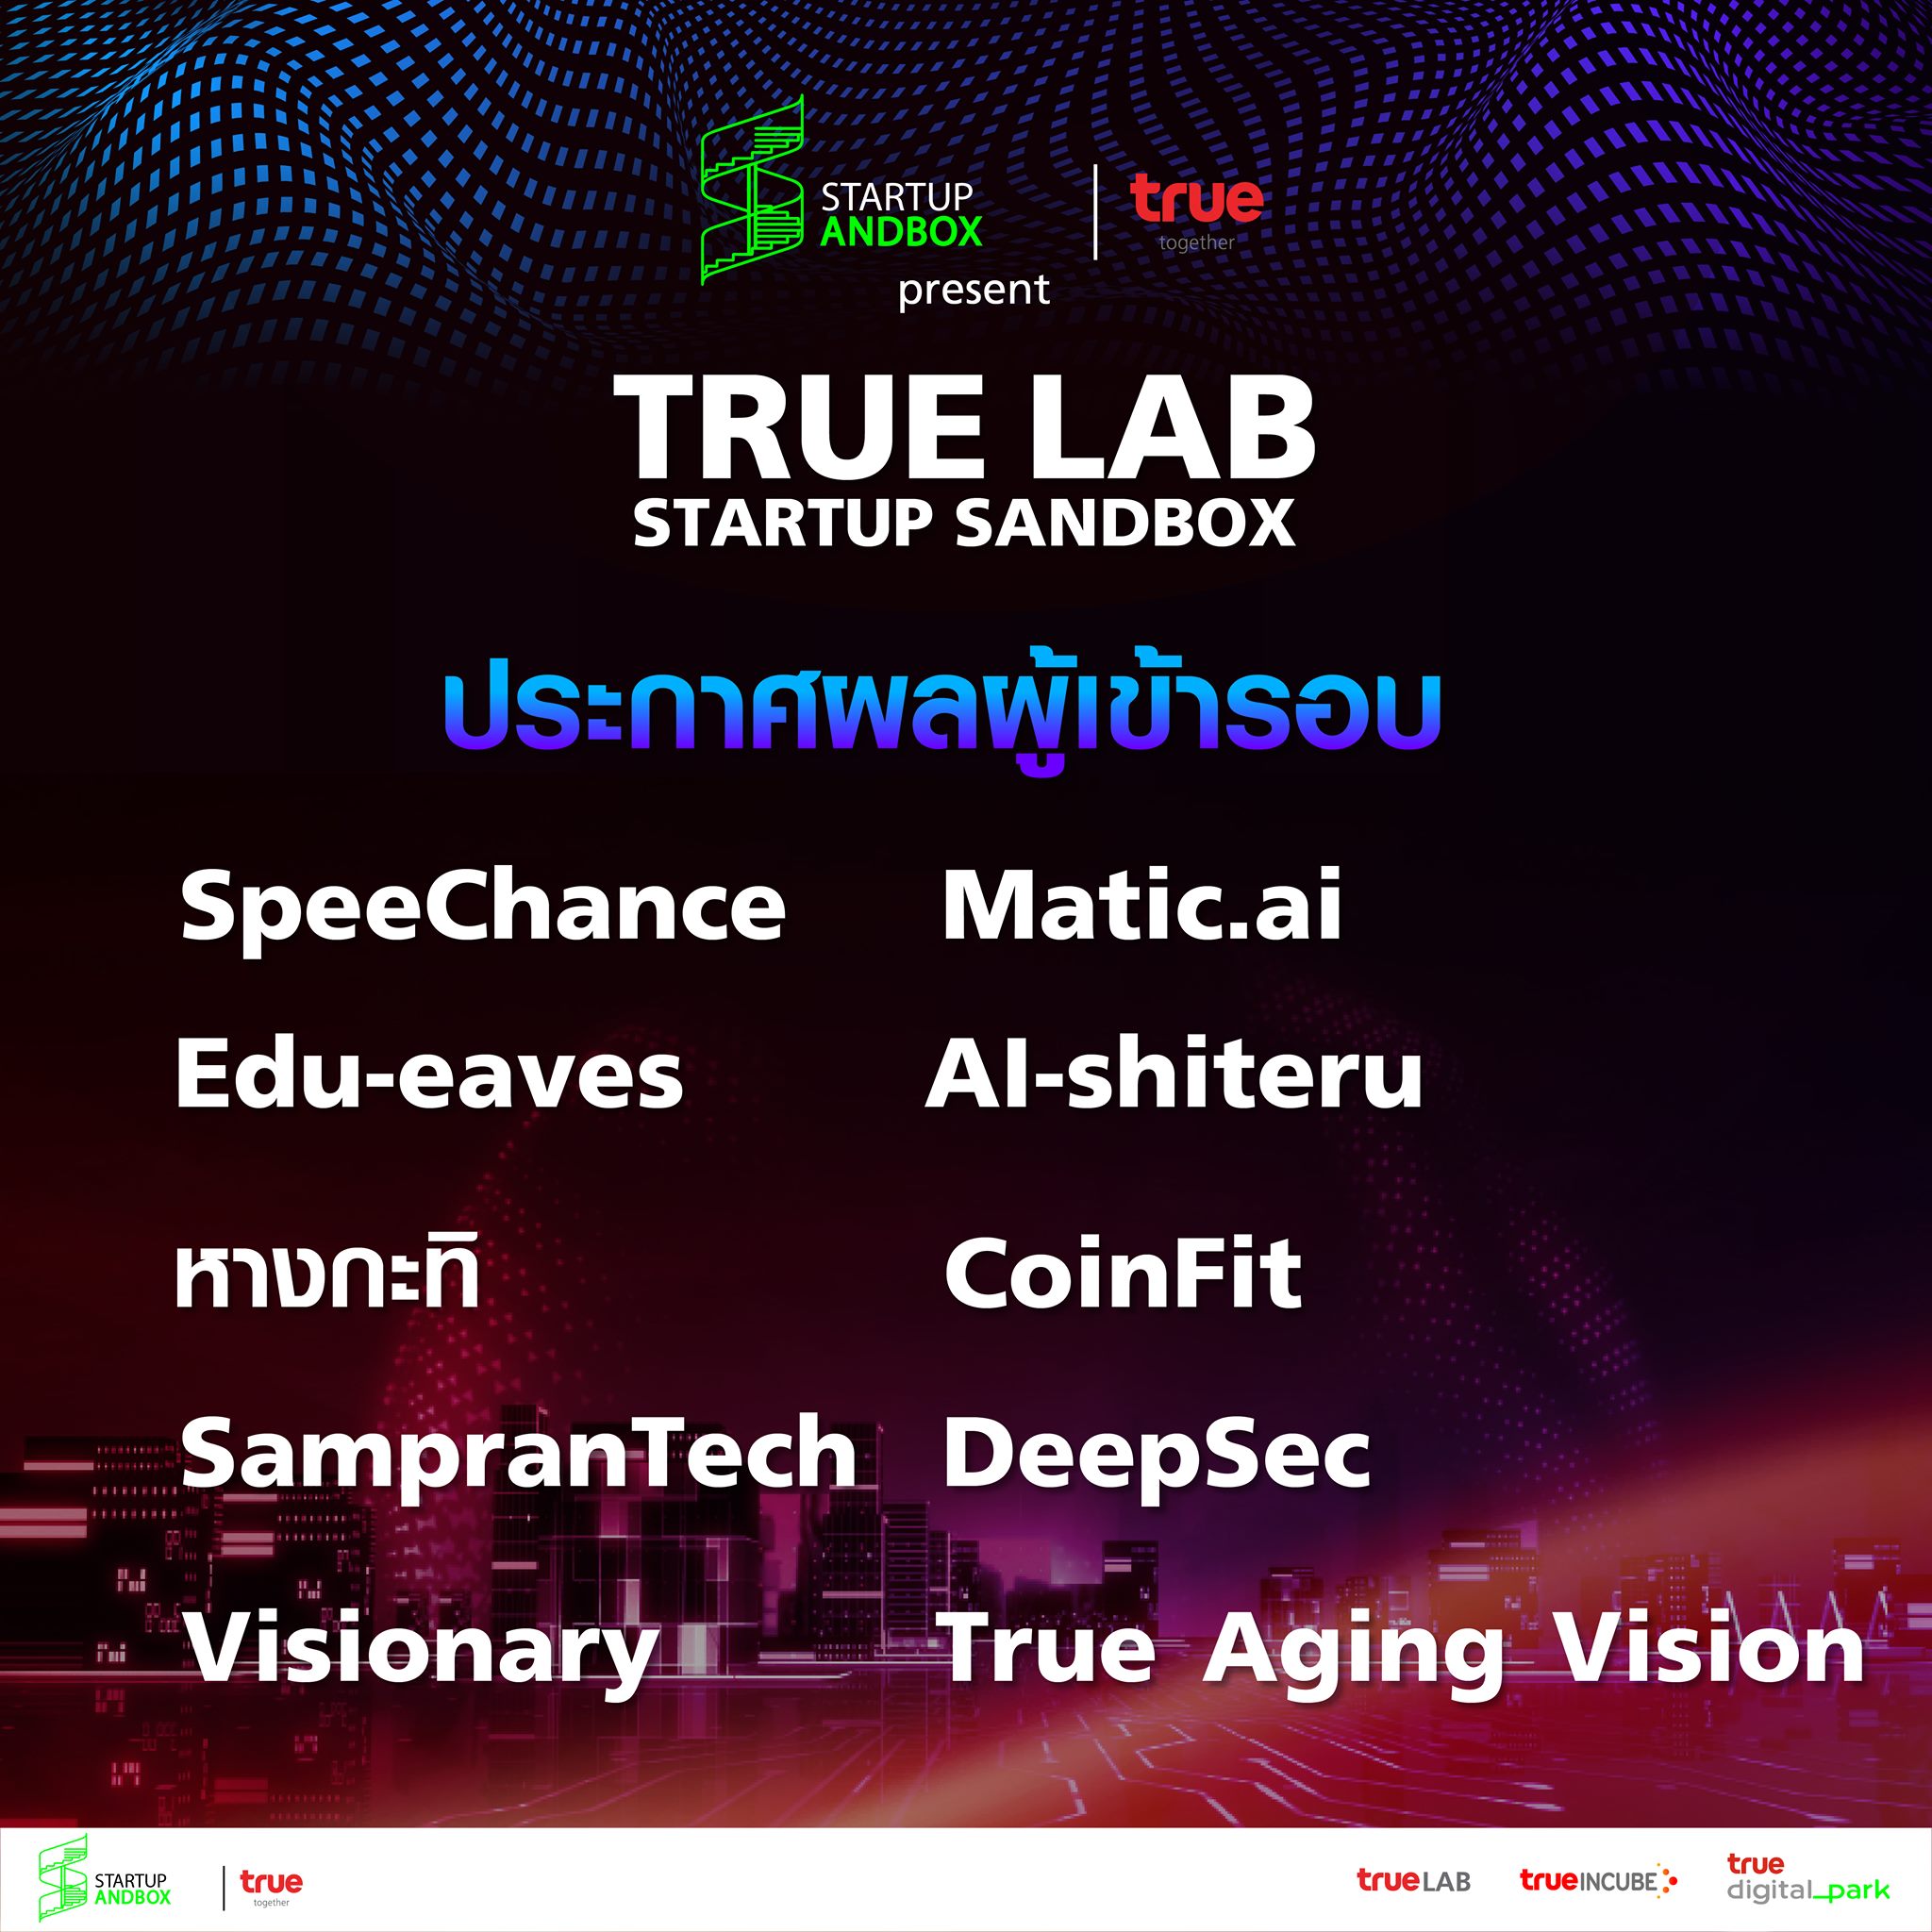 STARTUP
ANDBOX
true
together
present
TRUE LAB
STARTUP SANDBOX
ประกาศผลผู้เข้ารอบ
SpeeChance
Matic.ai
Edu-eaves
AI-shiteru
หางกะทิ
CoinFit
SampranTech
DeepSec
Visionary
True Aging Vision
STARTUP
ANDBOX
true
together
trueLAB
trueINCUBE
true
digital_park